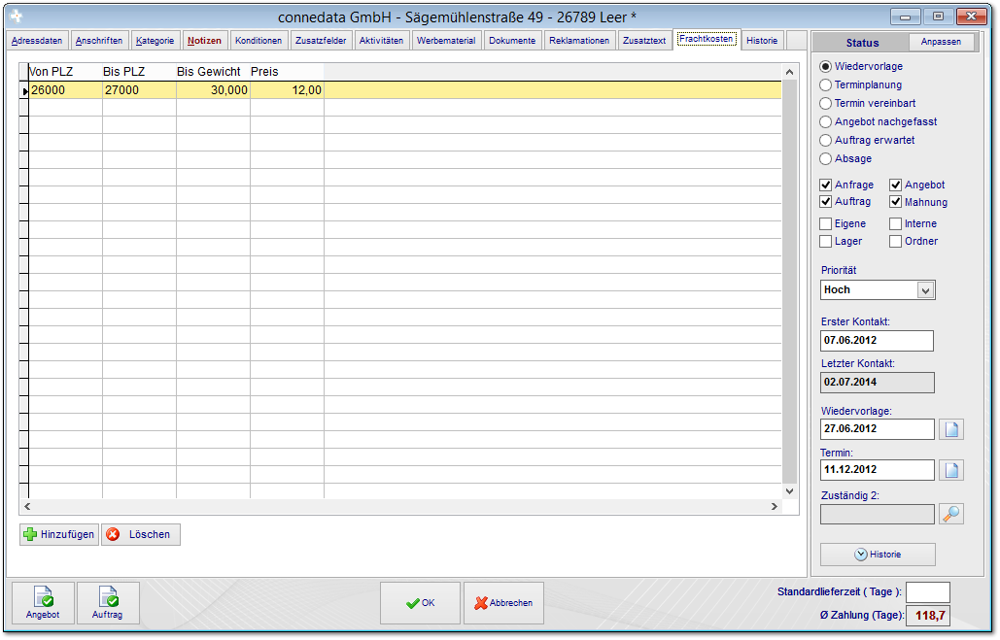 connedata GmbH - Sägemühlenstraße 49 - 26789 Leer *
Adressdaten Anschriften Kategorie Notizen Konditionen Zusatzfelder Aktivitäten Werbematerial Dokumente Reklamationen Zusatztext Frachtkosten Historie
Von PLZ Bis PLZ Bis Gewicht Preis
26000 27000 30,000 12,00
Hinzufügen Löschen
Status Anpassen
Wiedervorlage
Terminplanung
Termin vereinbart
Angebot nachgefasst
Auftrag erwartet
Absage
Anfrage Angebot
Auftrag Mahnung
Eigene Interne
Lager Ordner
Priorität
Hoch
Erster Kontakt:
07.06.2012
Letzter Kontakt:
02.07.2014
Wiedervorlage:
27.06.2012
Termin:
11.12.2012
Zuständig 2:
Historie
Angebot Auftrag OK Abbrechen
Standardlieferzeit ( Tage ):
Ø Zahlung (Tage): 118,7